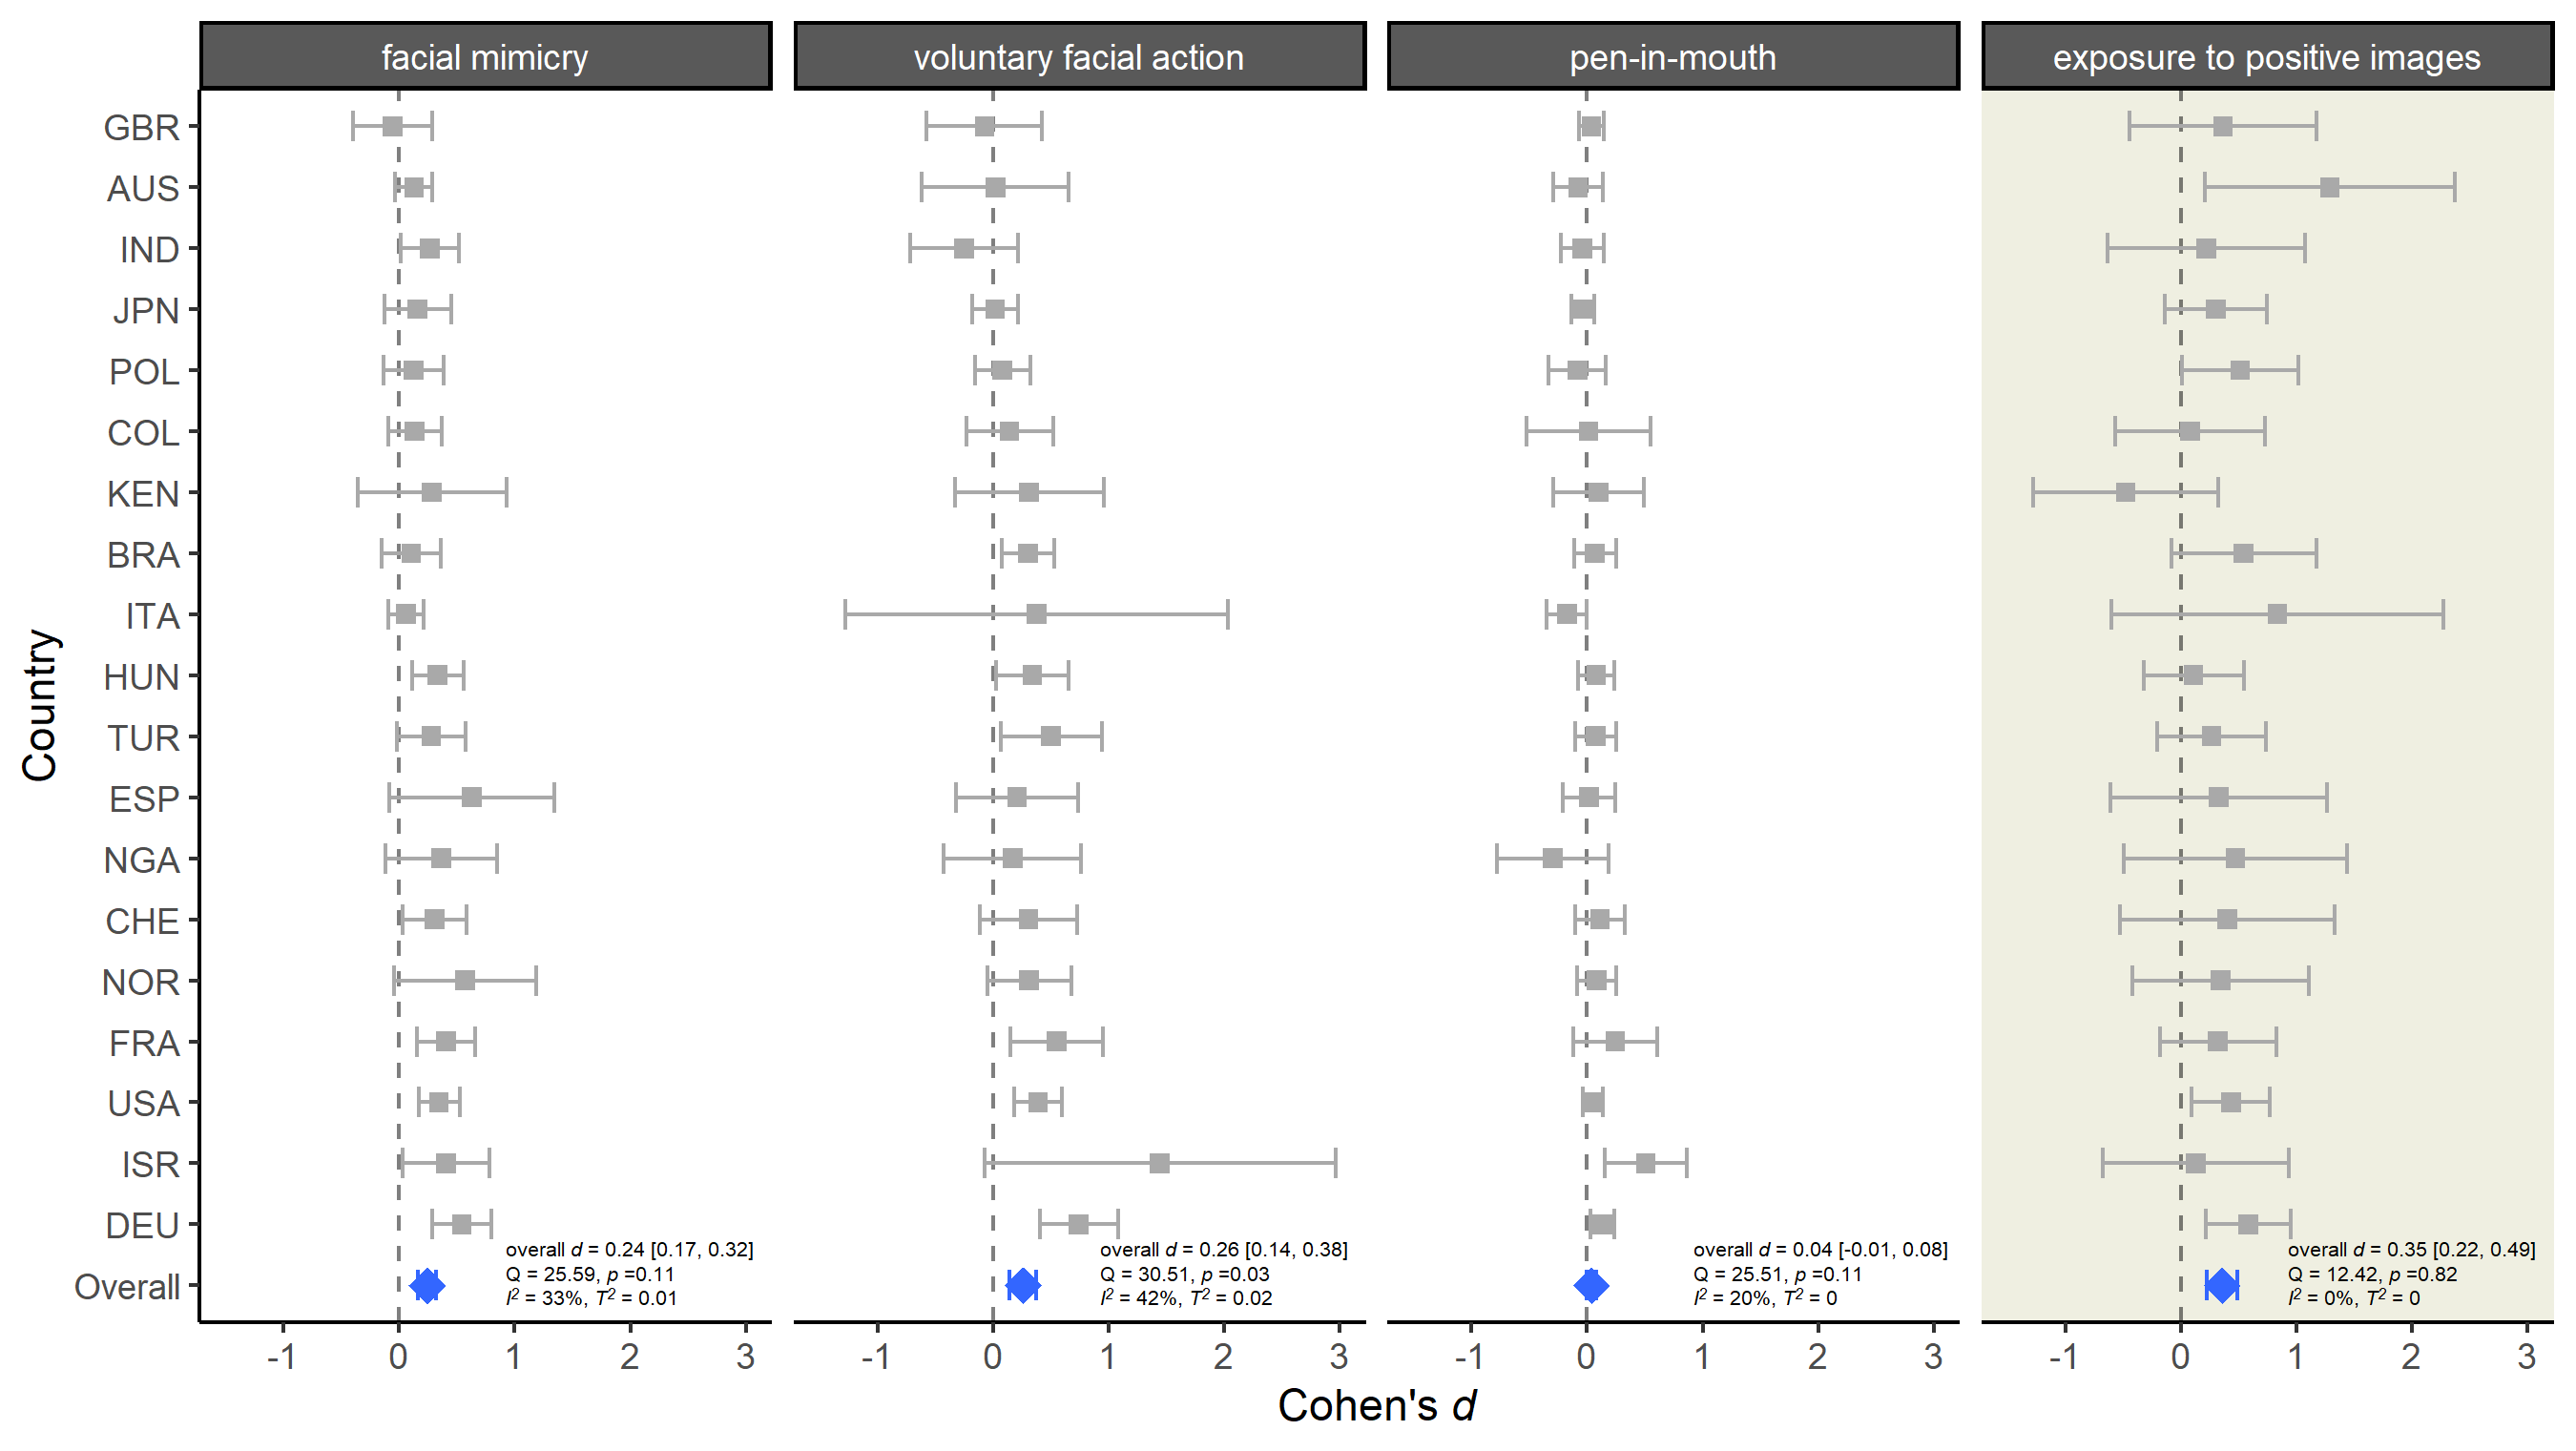 facial mimicry
voluntary facial action
pen-in-mouth
exposure to positive images
Country
GBR
AUS
IND
JPN
POL
COL
KEN
BRA
ITA
HUN
TUR
ESP
NGA
CHE
NOR
FRA
USA
ISR
DEU
Overall
overall d = 0.24 [0.17, 0.32]
Q = 25.59, p =0.11
I² = 33%, T² = 0.01
overall d = 0.26 [0.14, 0.38]
Q = 30.51, p =0.03
I² = 42%, T² = 0.02
overall d = 0.04 [-0.01, 0.08]
Q = 25.51, p =0.11
I² = 20%, T² = 0
overall d = 0.35 [0.22, 0.49]
Q = 12.42, p =0.82
I² = 0%, T² = 0
-1 0 1 2 3
-1 0 1 2 3
-1 0 1 2 3
-1 0 1 2 3
Cohen's d